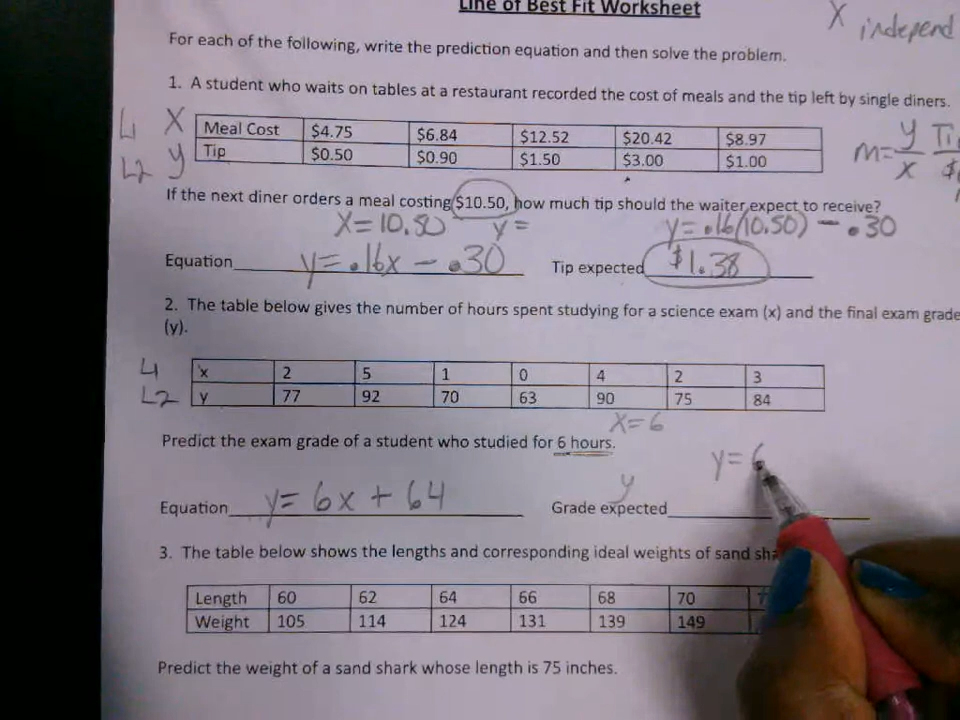 Line of Best Fit Worksheet
X independ
For each of the following, write the prediction equation and then solve the problem.
1. A student who waits on tables at a restaurant recorded the cost of meals and the tip left by single diners.
L1 X Meal Cost $4.75 $6.84 $12.52 $20.42 $8.97
L2 y Tip $0.50 $0.90 $1.50 $3.00 $1.00
m= y/x Ti $
If the next diner orders a meal costing $10.50, how much tip should the waiter expect to receive?
X=10.50 y= y=.16(10.50) - .30
Equation y=.16x - .30 Tip expected $1.38
2. The table below gives the number of hours spent studying for a science exam (x) and the final exam grade
(y).
L1 x 2 5 1 0 4 2 3
L2 y 77 92 70 63 90 75 84
X=6
Predict the exam grade of a student who studied for 6 hours.
y y=6
Equation y= 6x + 64 Grade expected
3. The table below shows the lengths and corresponding ideal weights of sand sha
Length 60 62 64 66 68 70 7
Weight 105 114 124 131 139 149
Predict the weight of a sand shark whose length is 75 inches.